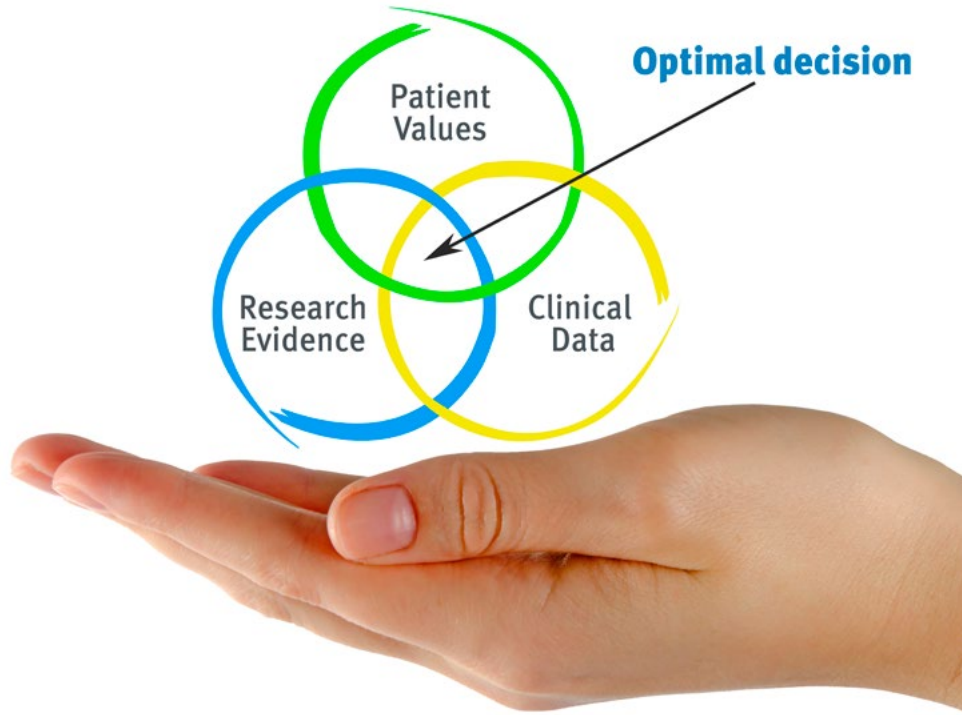 Optimal decision
Patient
Values
Research
Evidence
Clinical
Data